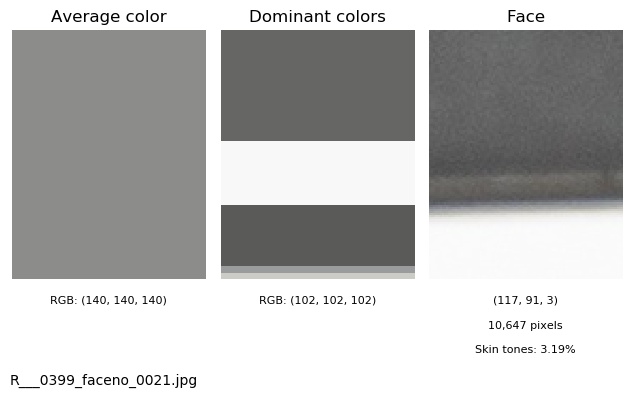 Average color
Dominant colors
Face
RGB: (140, 140, 140)
RGB: (102, 102, 102)
(117, 91, 3)
10,647 pixels
Skin tones: 3.19%
R___0399_faceno_0021.jpg